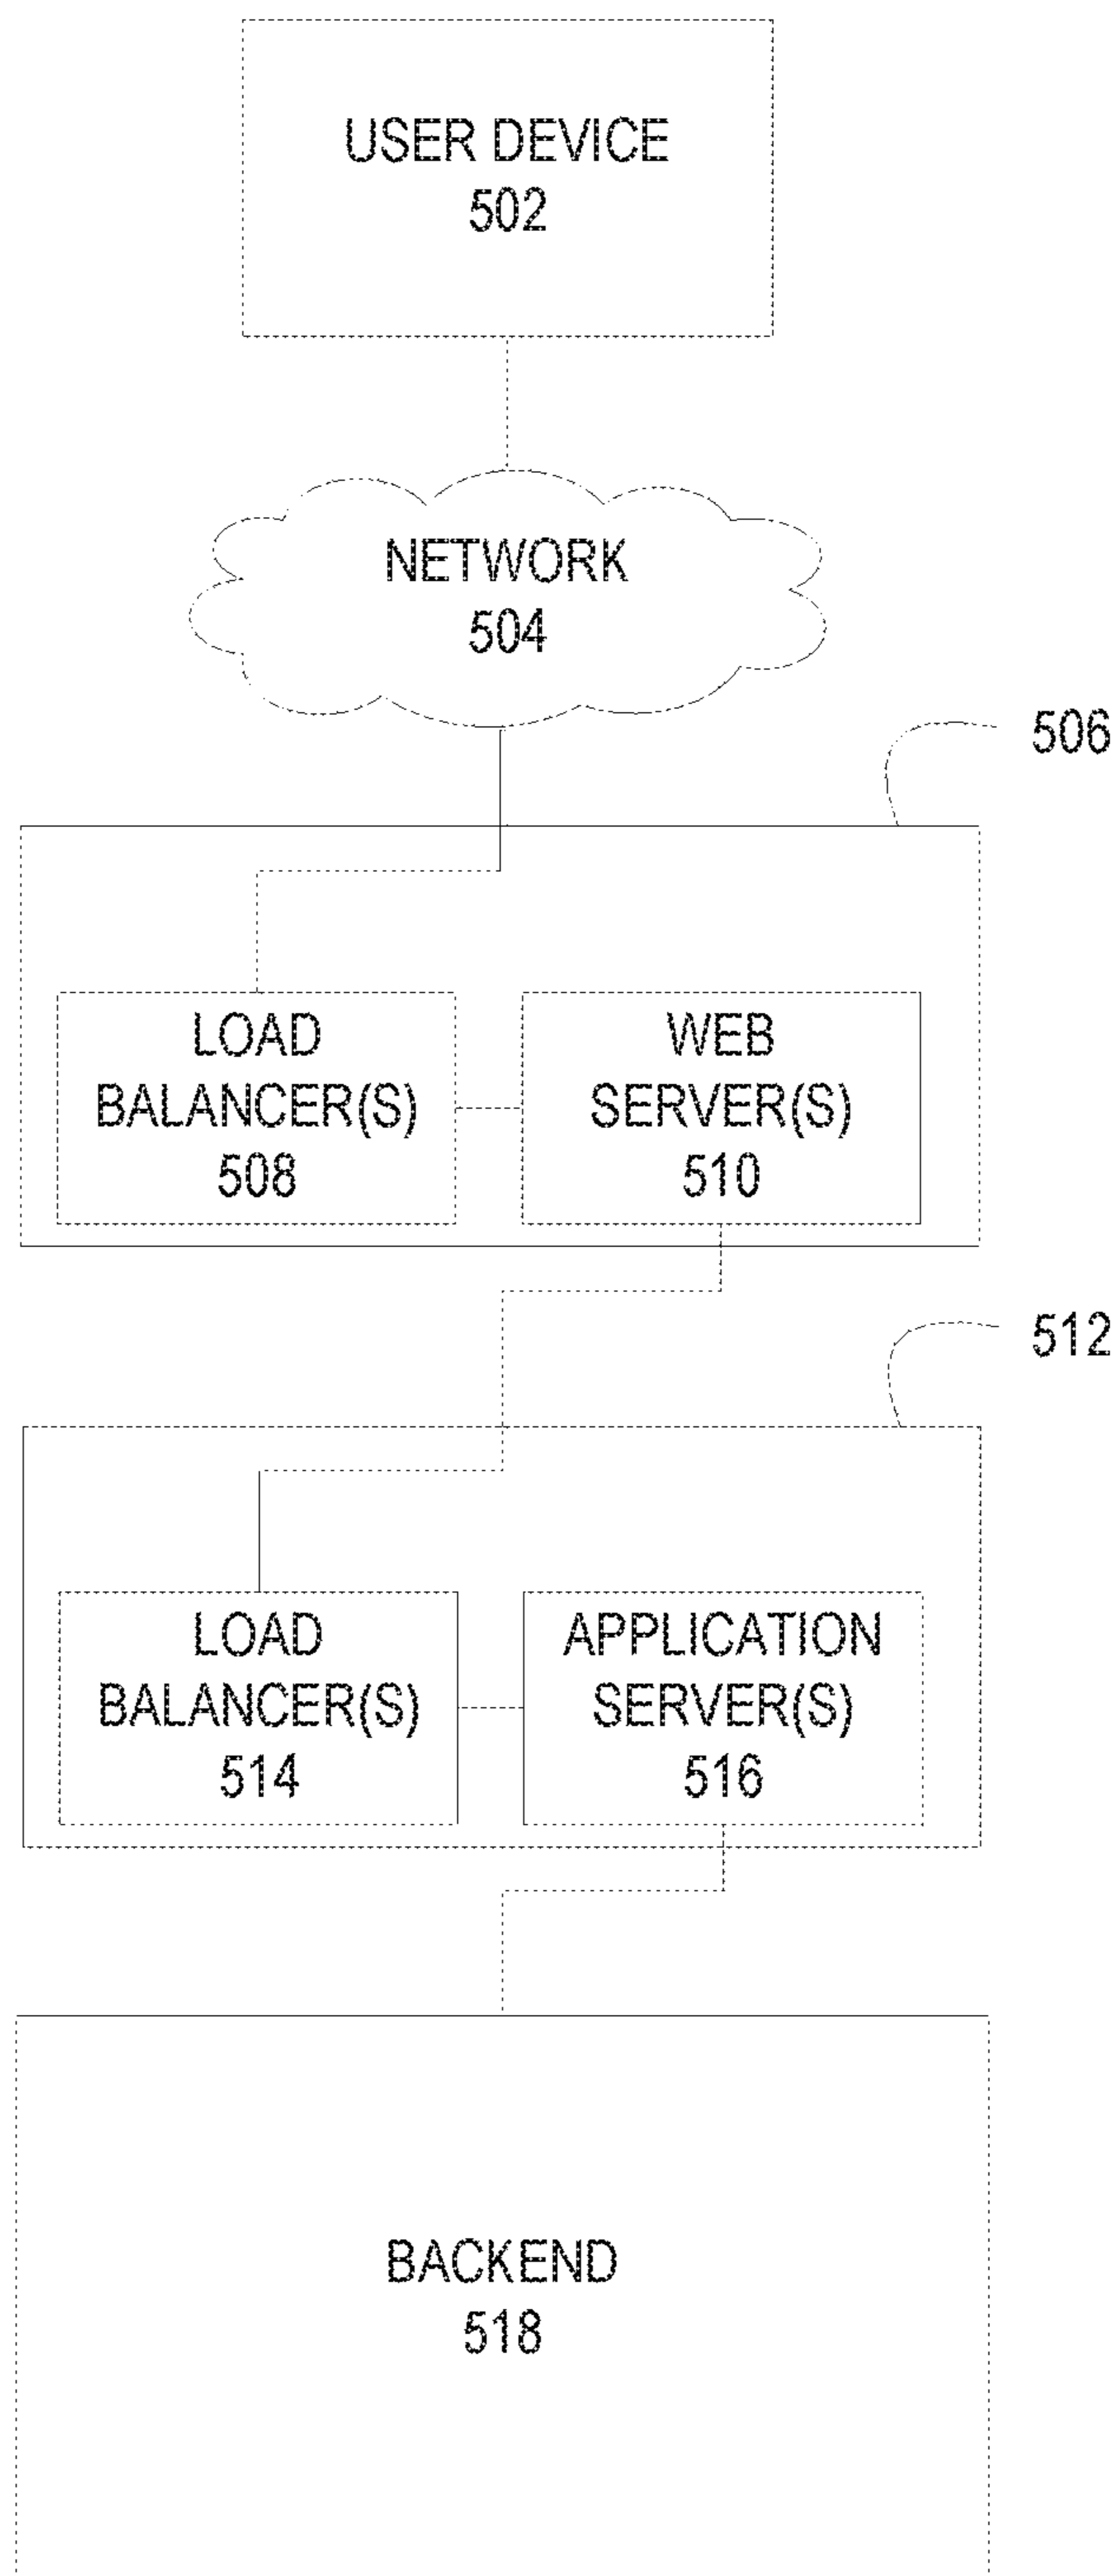 USER DEVICE
502
NETWORK
504
506
LOAD
BALANCER(S)
508
WEB
SERVER(S)
510
512
LOAD
BALANCER(S)
514
APPLICATION
SERVER(S)
516
BACKEND
518